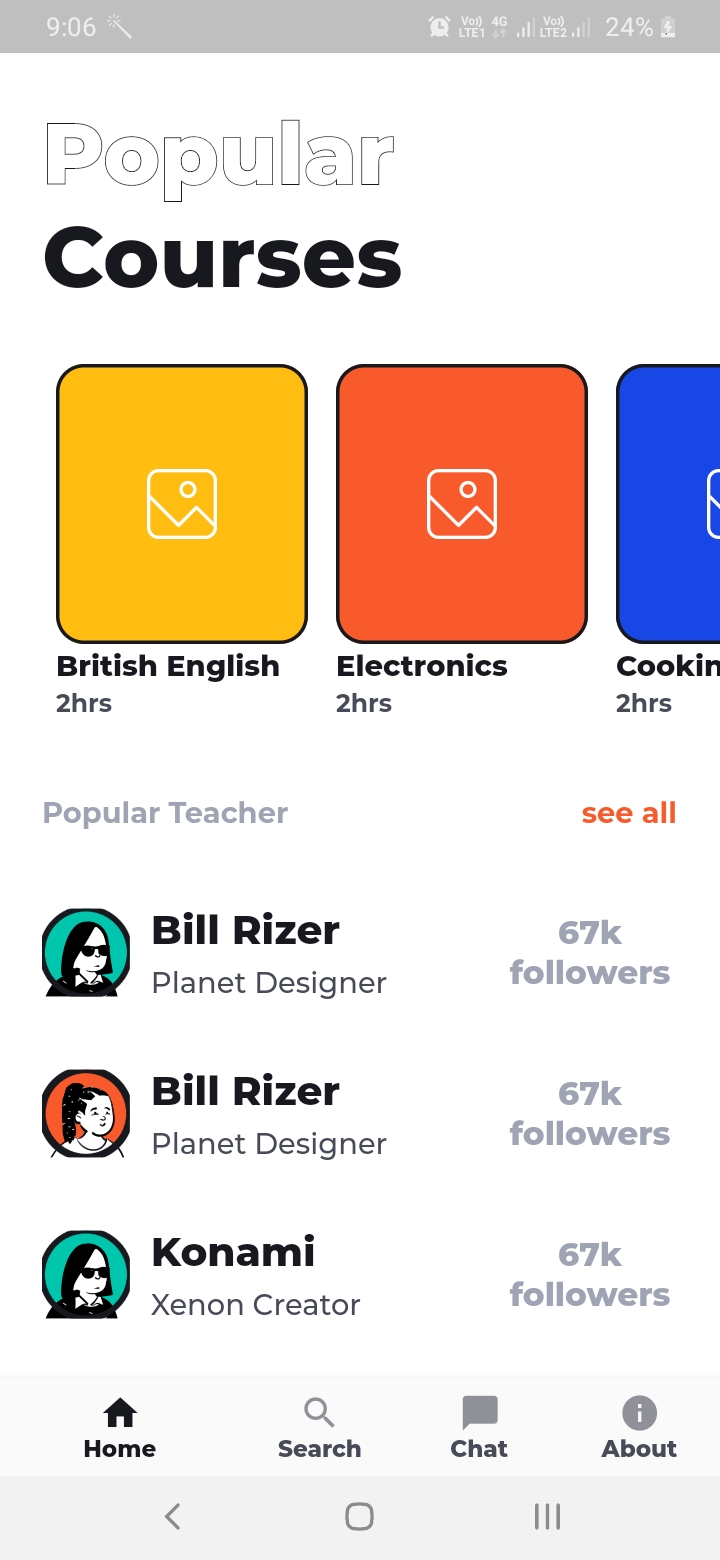 9:06 Vo)) LTE1 4G Vo)) LTE2 24%
Popular
Courses
British English Electronics Cookin
2hrs 2hrs 2hrs
Popular Teacher see all
Bill Rizer
Planet Designer
67k
followers
Bill Rizer
Planet Designer
67k
followers
Konami
Xenon Creator
67k
followers
Home Search Chat About